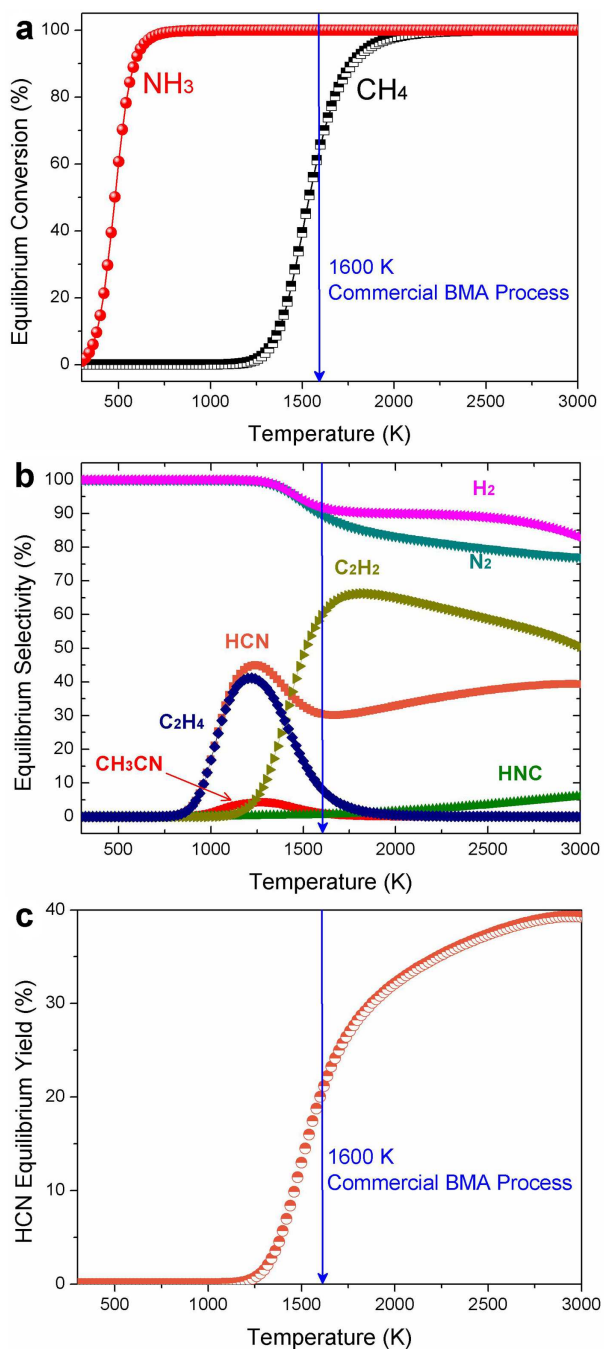 a
100
80
60
40
20
0
Equilibrium Conversion (%)
NH3
CH4
1600 K
Commercial BMA Process
500
1000
1500
2000
2500
3000
Temperature (K)
b
100
90
80
70
60
50
40
30
20
10
0
Equilibrium Selectivity (%)
H2
N2
C2H2
HCN
C2H4
CH3CN
HNC
500
1000
1500
2000
2500
3000
Temperature (K)
c
40
30
20
10
0
HCN Equilibrium Yield (%)
1600 K
Commercial BMA Process
500
1000
1500
2000
2500
3000
Temperature (K)